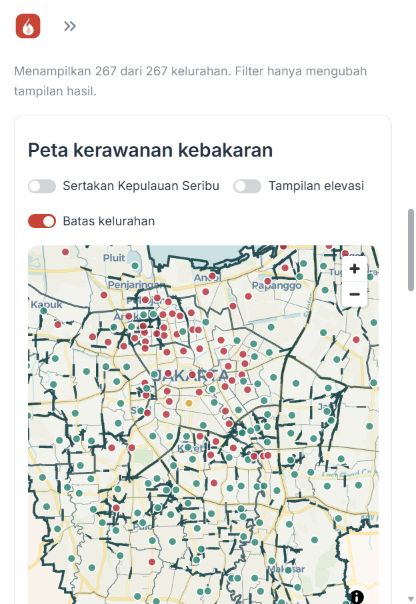 Menampilkan 267 dari 267 kelurahan. Filter hanya mengubah
tampilan hasil.
Peta kerawanan kebakaran
Sertakan Kepulauan Seribu
Tampilan elevasi
Batas kelurahan
Pluit
Penjaringan
Papanggo
Kapuk
JAKARTA